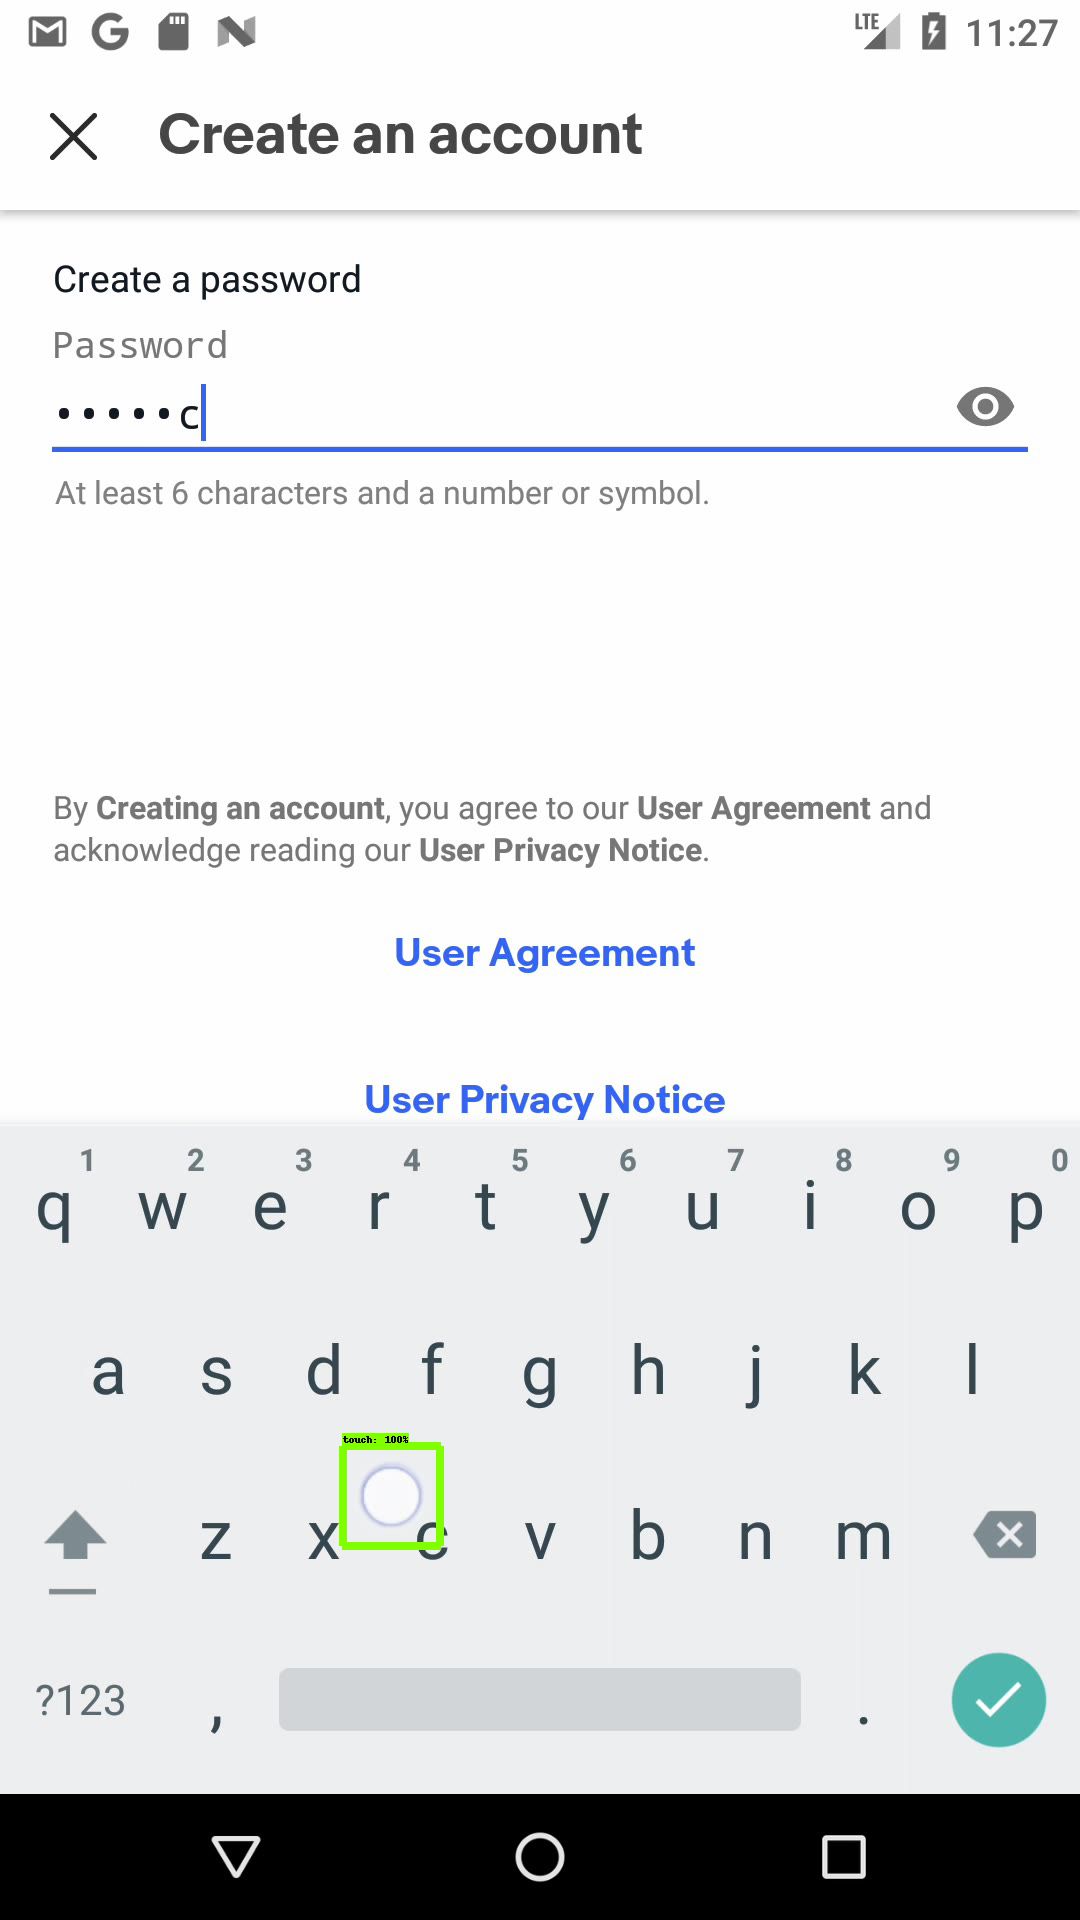 LTE 11:27
Create an account
Create a password
Password
•••••c
At least 6 characters and a number or symbol.
By Creating an account, you agree to our User Agreement and
acknowledge reading our User Privacy Notice.
User Agreement
User Privacy Notice
1 2 3 4 5 6 7 8 9 0
q w e r t y u i o p
a s d f g h j k l
touch: 100%
z x c v b n m
?123 , .